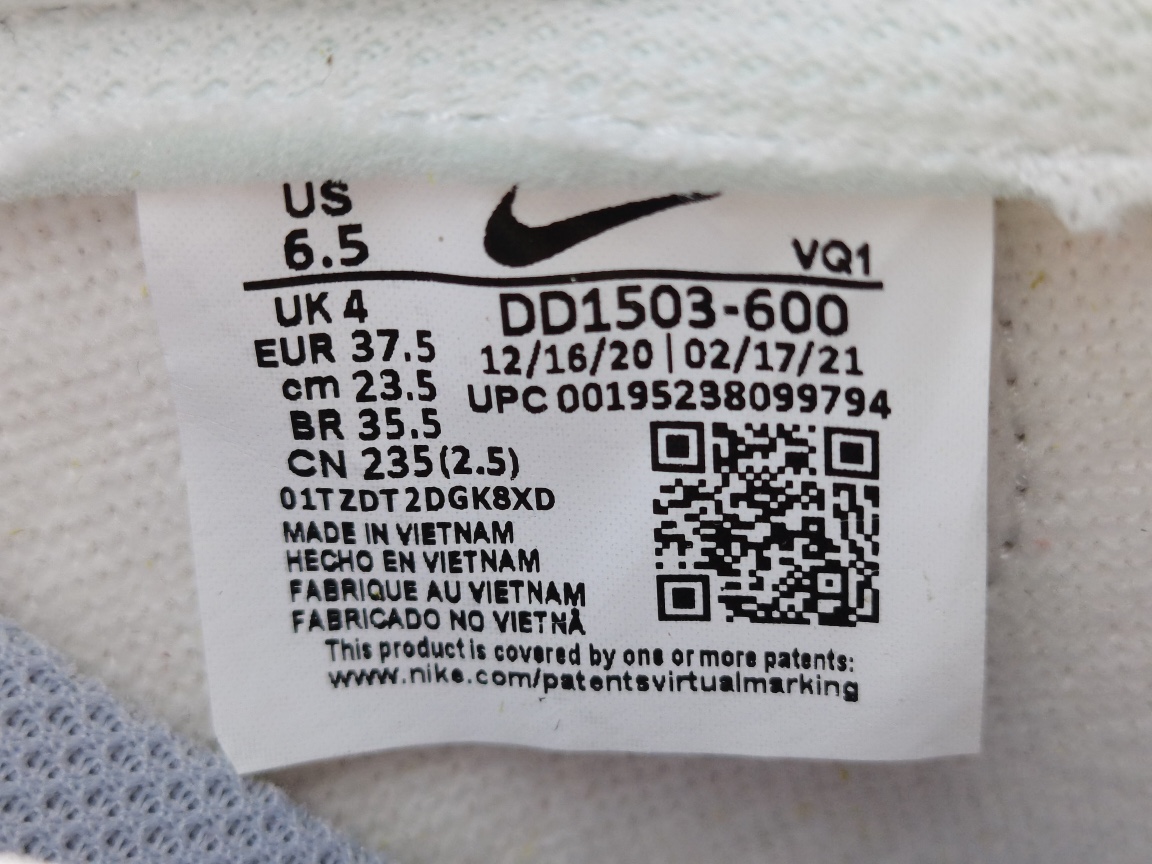 US
6.5
VQ1
UK 4
EUR 37.5
cm 23.5
BR 35.5
CN 235(2.5)
DD1503-600
12/16/20 | 02/17/21
UPC 00195238099794
01TZDT2DGK8XD
MADE IN VIETNAM
HECHO EN VIETNAM
FABRIQUE AU VIETNAM
FABRICADO NO VIETNÃ
This product is covered by one or more patents:
www.nike.com/patentsvirtualmarking